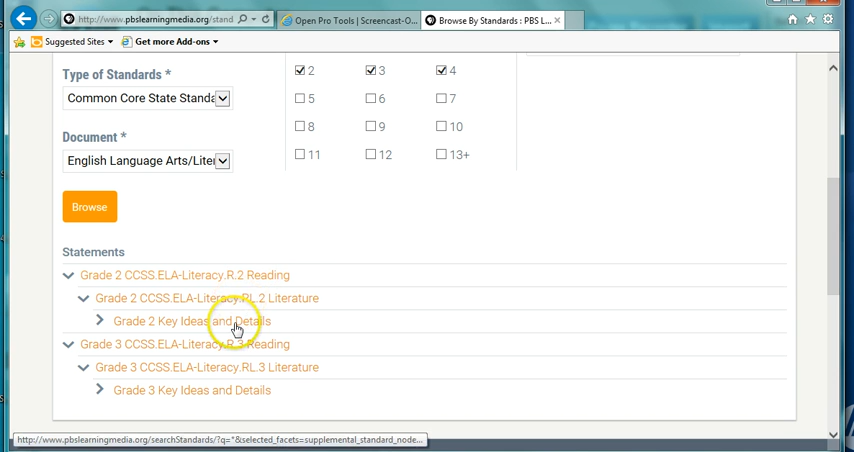 http://www.pbslearningmedia.org/stand
Open Pro Tools | Screencast-O...
Browse By Standards : PBS L...
Suggested Sites
Get more Add-ons
Type of Standards *
Common Core State Standa
Document *
English Language Arts/Liter
2 3 4
5 6 7
8 9 10
11 12 13+
Browse
Statements
Grade 2 CCSS.ELA-Literacy.R.2 Reading
Grade 2 CCSS.ELA-Literacy.RL.2 Literature
Grade 2 Key Ideas and Details
Grade 3 CCSS.ELA-Literacy.R.3 Reading
Grade 3 CCSS.ELA-Literacy.RL.3 Literature
Grade 3 Key Ideas and Details
http://www.pbslearningmedia.org/searchStandards/?q=*&selected_facets=supplemental_standard_node...